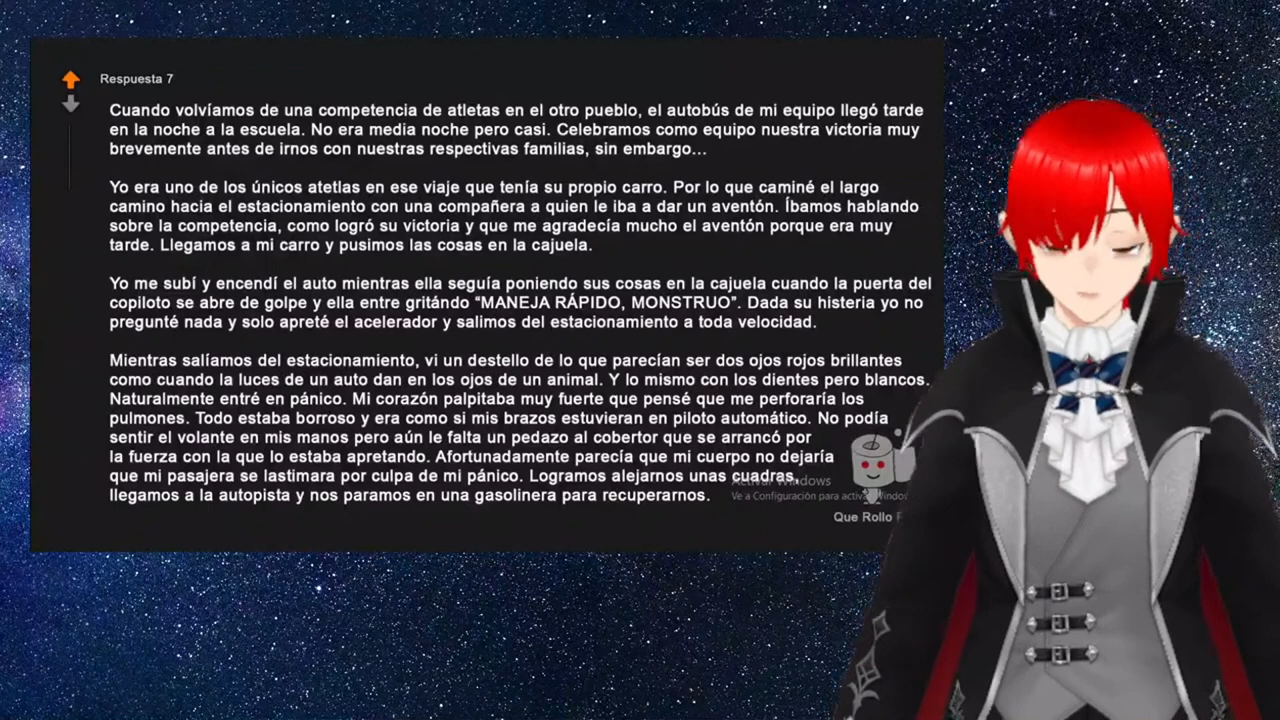 Respuesta 7
Cuando volvíamos de una competencia de atletas en el otro pueblo, el autobús de mi equipo llegó tarde
en la noche a la escuela. No era media noche pero casi. Celebramos como equipo nuestra victoria muy
brevemente antes de irnos con nuestras respectivas familias, sin embargo...
Yo era uno de los únicos atetlas en ese viaje que tenía su propio carro. Por lo que caminé el largo
camino hacia el estacionamiento con una compañera a quien le iba a dar un aventón. Íbamos hablando
sobre la competencia, como logró su victoria y que me agradecía mucho el aventón porque era muy
tarde. Llegamos a mi carro y pusimos las cosas en la cajuela.
Yo me subí y encendí el auto mientras ella seguía poniendo sus cosas en la cajuela cuando la puerta del
copiloto se abre de golpe y ella entre gritándo “MANEJA RÁPIDO, MONSTRUO”. Dada su histeria yo no
pregunté nada y solo apreté el acelerador y salimos del estacionamiento a toda velocidad.
Mientras salíamos del estacionamiento, vi un destello de lo que parecían ser dos ojos rojos brillantes
como cuando la luces de un auto dan en los ojos de un animal. Y lo mismo con los dientes pero blancos.
Naturalmente entré en pánico. Mi corazón palpitaba muy fuerte que pensé que me perforaría los
pulmones. Todo estaba borroso y era como si mis brazos estuvieran en piloto automático. No podía
sentir el volante en mis manos pero aún le falta un pedazo al cobertor que se arrancó por
la fuerza con la que lo estaba apretando. Afortunadamente parecía que mi cuerpo no dejaría
que mi pasajera se lastimara por culpa de mi pánico. Logramos alejarnos unas cuadras,
llegamos a la autopista y nos paramos en una gasolinera para recuperarnos.
Activar Windows
Ve a Configuración para activar Windows
Que Rollo